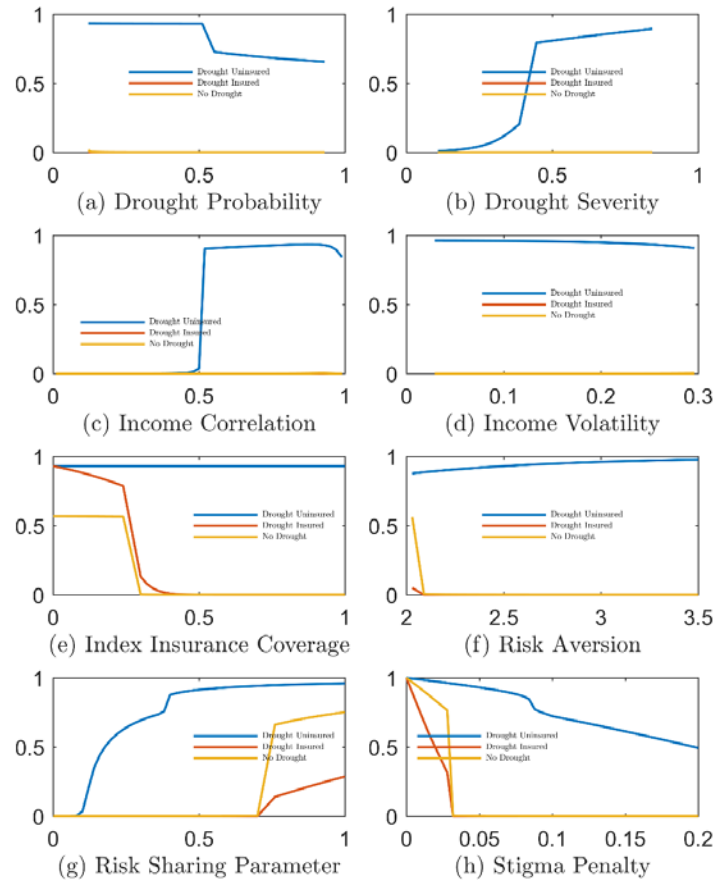 1
0.5
0
0 0.5 1
Drought Uninsured
Drought Insured
No Drought
(a) Drought Probability
1
0.5
0
0 0.5 1
Drought Uninsured
Drought Insured
No Drought
(b) Drought Severity
1
0.5
0
0 0.5 1
Drought Uninsured
Drought Insured
No Drought
(c) Income Correlation
1
0.5
0
0 0.1 0.2 0.3
Drought Uninsured
Drought Insured
No Drought
(d) Income Volatility
1
0.5
0
0 0.5 1
Drought Uninsured
Drought Insured
No Drought
(e) Index Insurance Coverage
1
0.5
0
2 2.5 3 3.5
Drought Uninsured
Drought Insured
No Drought
(f) Risk Aversion
1
0.5
0
0 0.5 1
Drought Uninsured
Drought Insured
No Drought
(g) Risk Sharing Parameter
1
0.5
0
0 0.05 0.1 0.15 0.2
Drought Uninsured
Drought Insured
No Drought
(h) Stigma Penalty